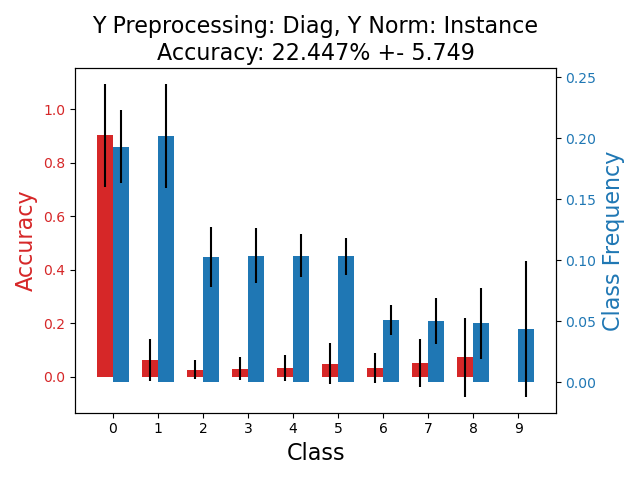 Y Preprocessing: Diag, Y Norm: Instance
Accuracy: 22.447% +- 5.749
1.0
0.8
0.6
0.4
0.2
0.0
Accuracy
0.25
0.20
0.15
0.10
0.05
0.00
Class Frequency
0 1 2 3 4 5 6 7 8 9
Class